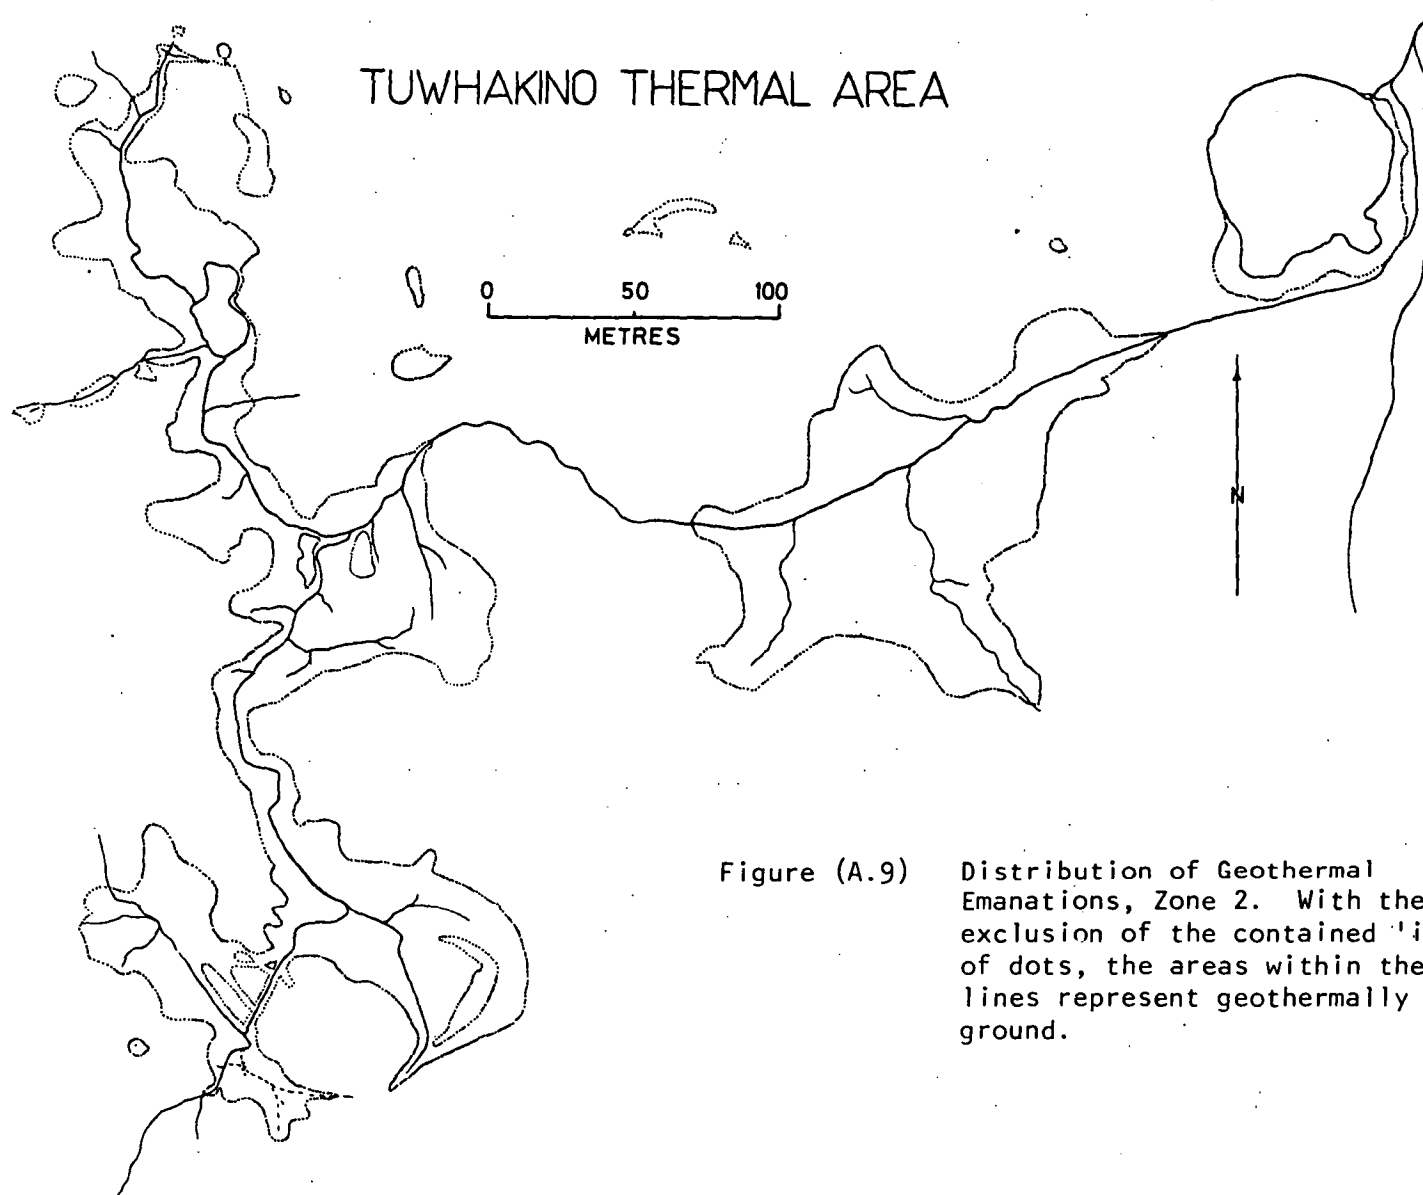 TUWHAKINO THERMAL AREA
0 50 100
METRES
N
Figure (A.9) Distribution of Geothermal
Emanations, Zone 2. With the
exclusion of the contained 'i
of dots, the areas within the
lines represent geothermally
ground.